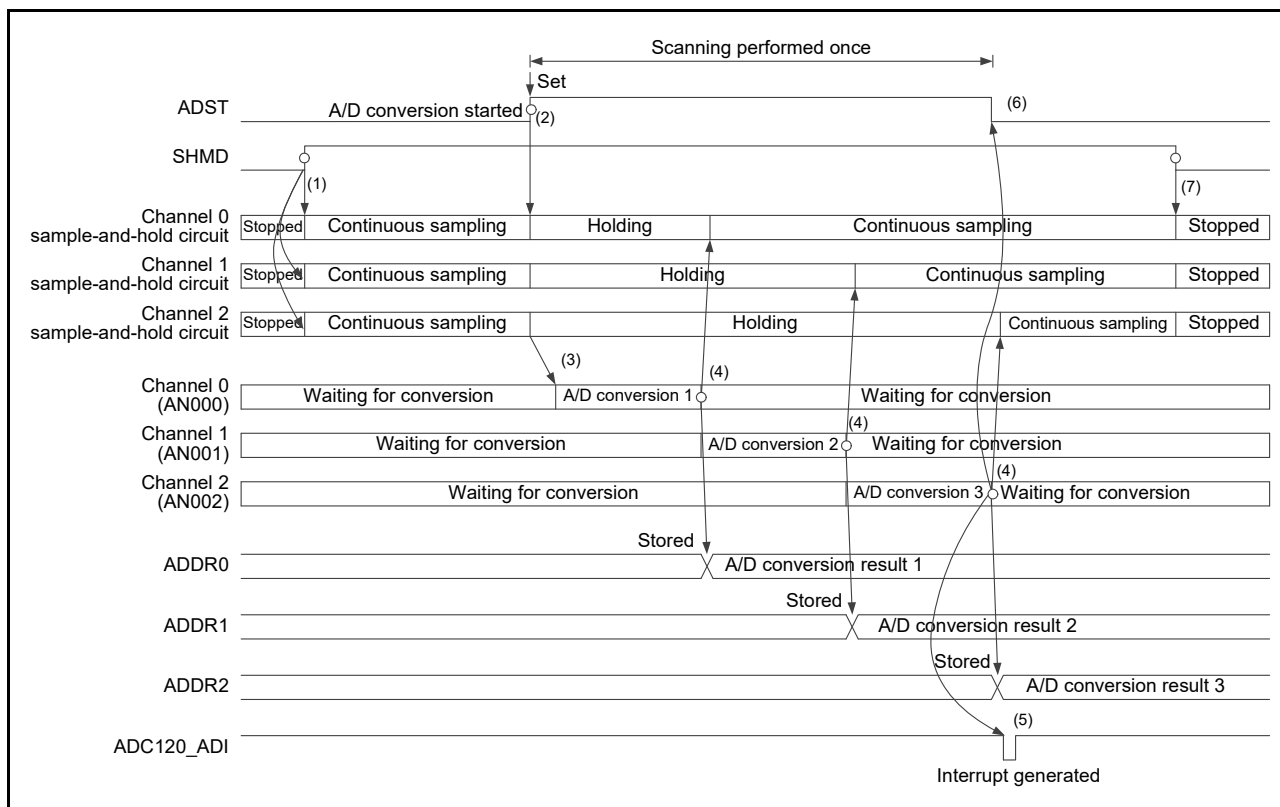 Scanning performed once
Set
ADST
A/D conversion started
(2)
(6)
SHMD
(1)
(7)
Channel 0
sample-and-hold circuit
Stopped
Continuous sampling
Holding
Continuous sampling
Stopped
Channel 1
sample-and-hold circuit
Stopped
Continuous sampling
Holding
Continuous sampling
Stopped
Channel 2
sample-and-hold circuit
Stopped
Continuous sampling
Holding
Continuous sampling
Stopped
(3)
Channel 0
(AN000)
Waiting for conversion
A/D conversion 1
(4)
Waiting for conversion
Channel 1
(AN001)
Waiting for conversion
A/D conversion 2
(4)
Waiting for conversion
Channel 2
(AN002)
Waiting for conversion
A/D conversion 3
(4)
Waiting for conversion
Stored
ADDR0
A/D conversion result 1
Stored
ADDR1
A/D conversion result 2
Stored
ADDR2
A/D conversion result 3
ADC120_ADI
(5)
Interrupt generated